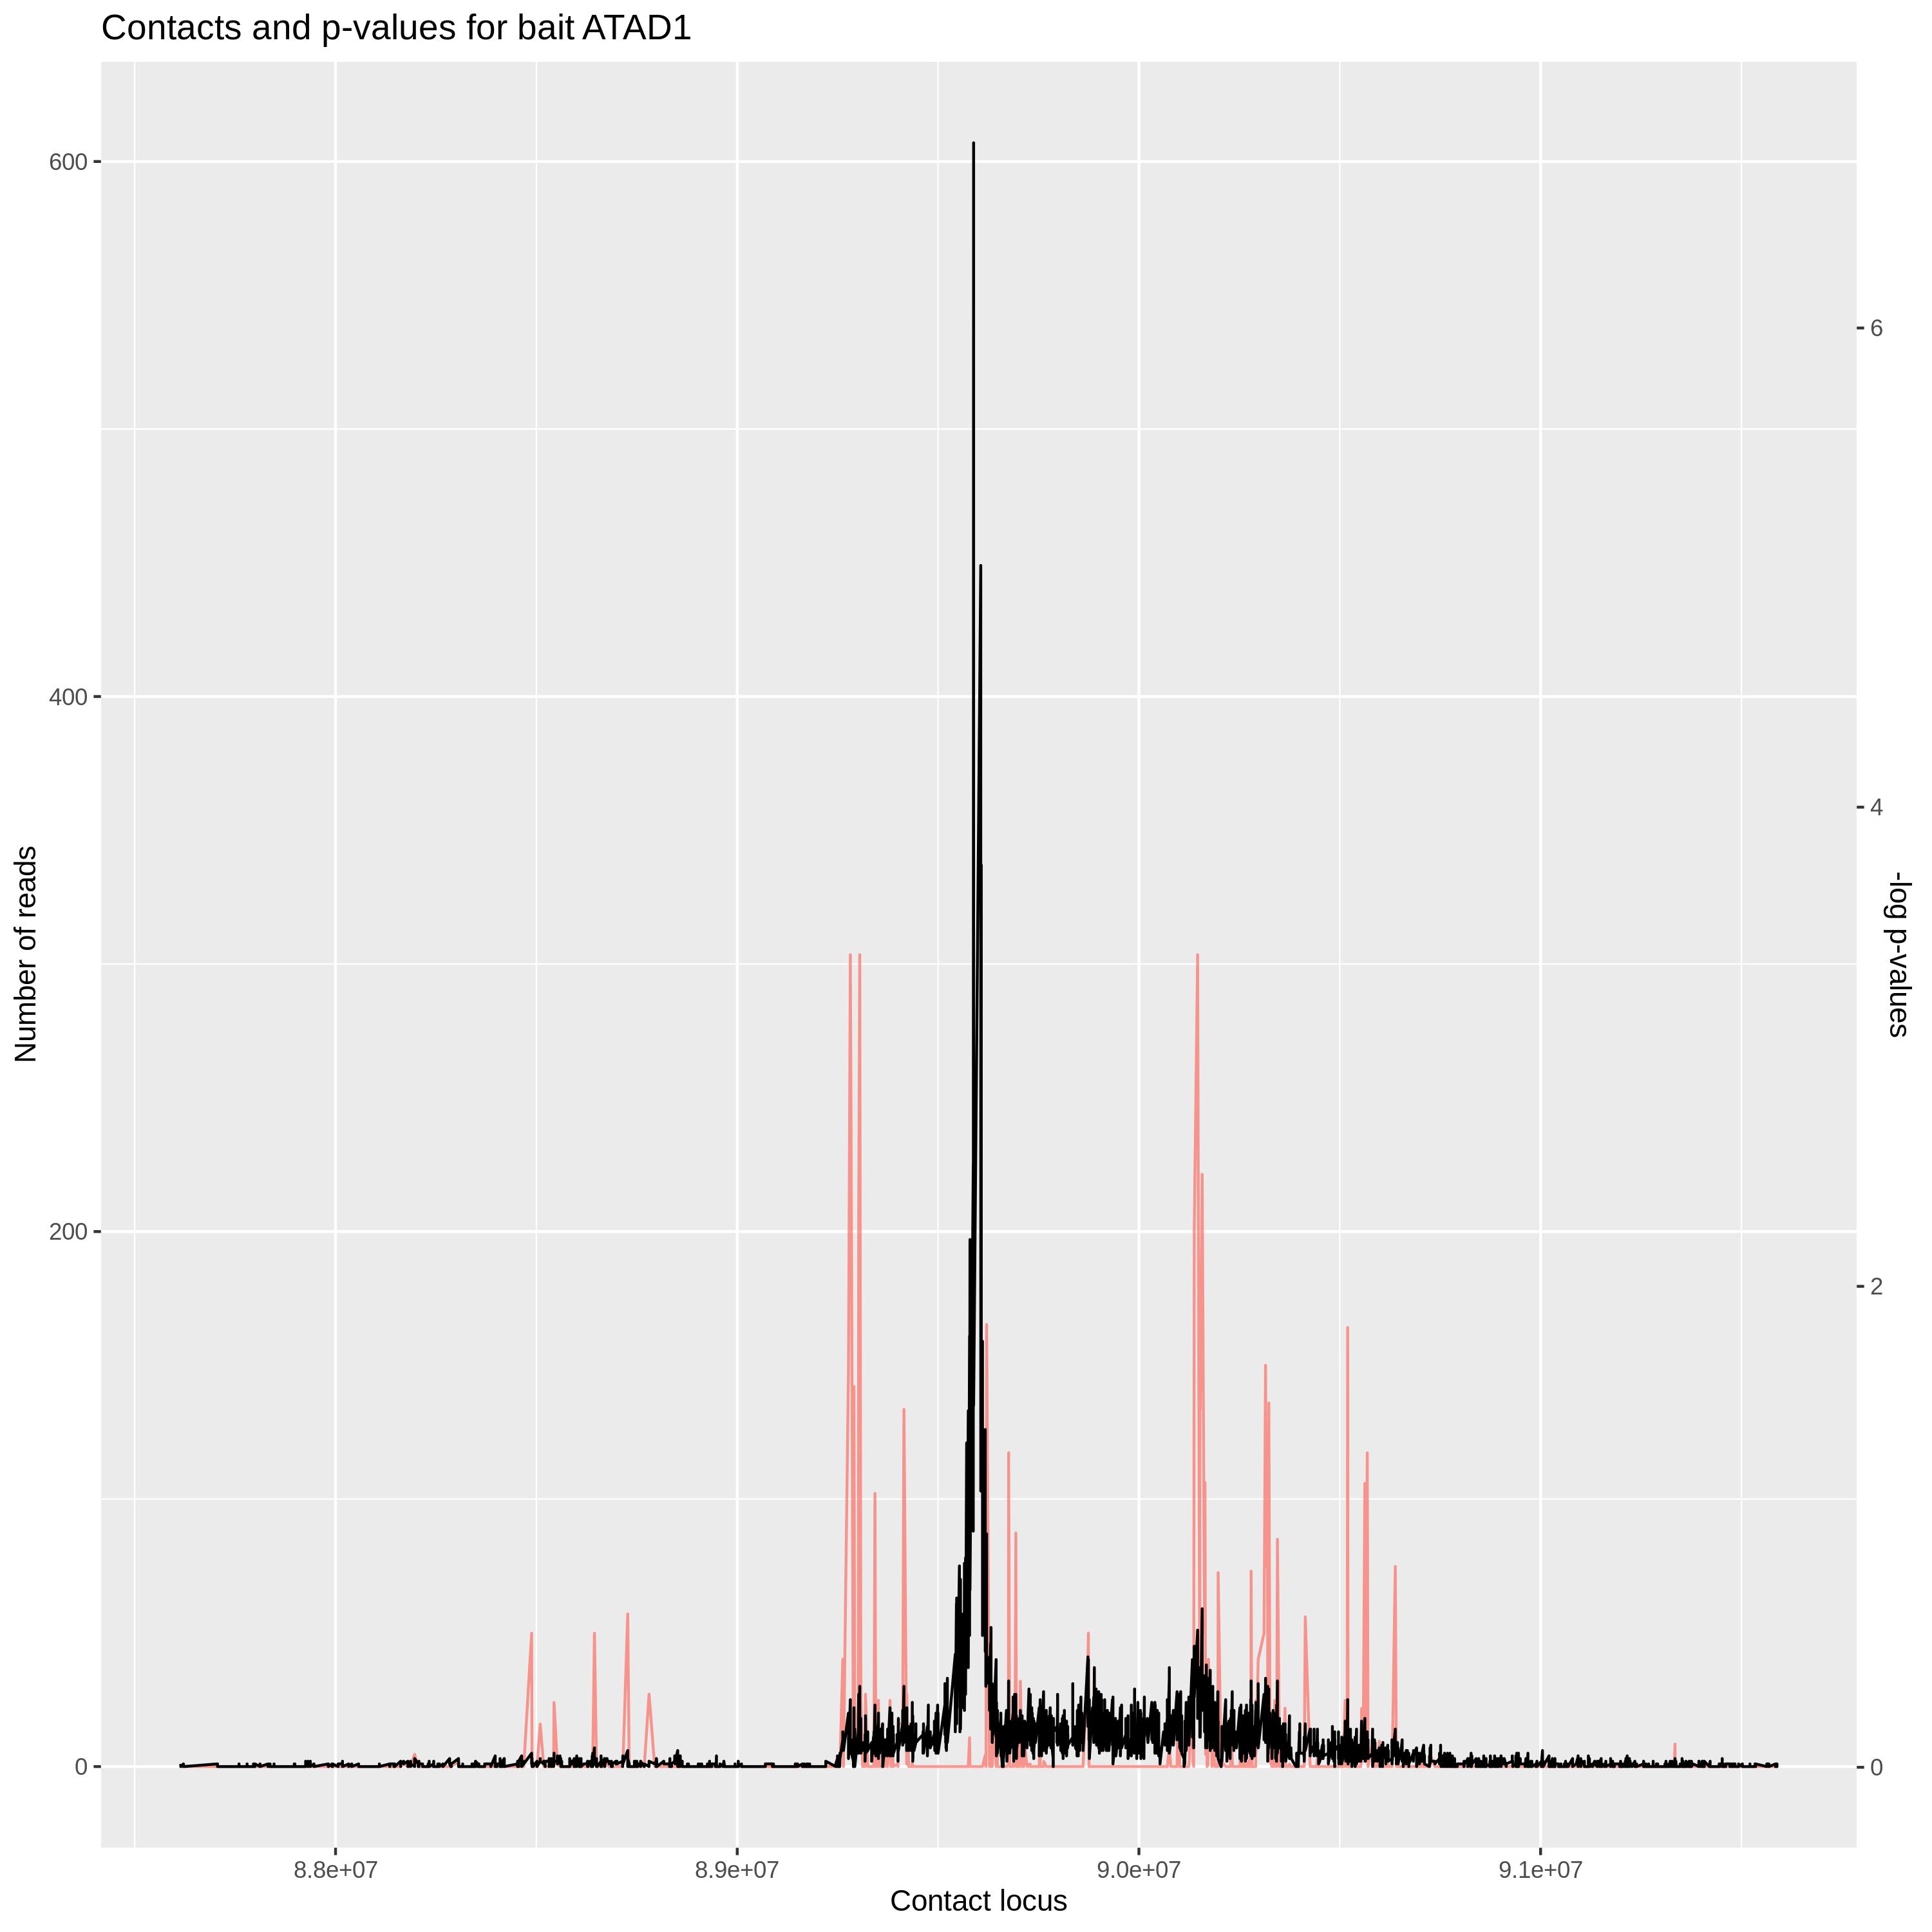 Contacts and p-values for bait ATAD1
Number of reads
600
400
200
0
6
4
2
0
-log p-values
8.8e+07
8.9e+07
9.0e+07
9.1e+07
Contact locus